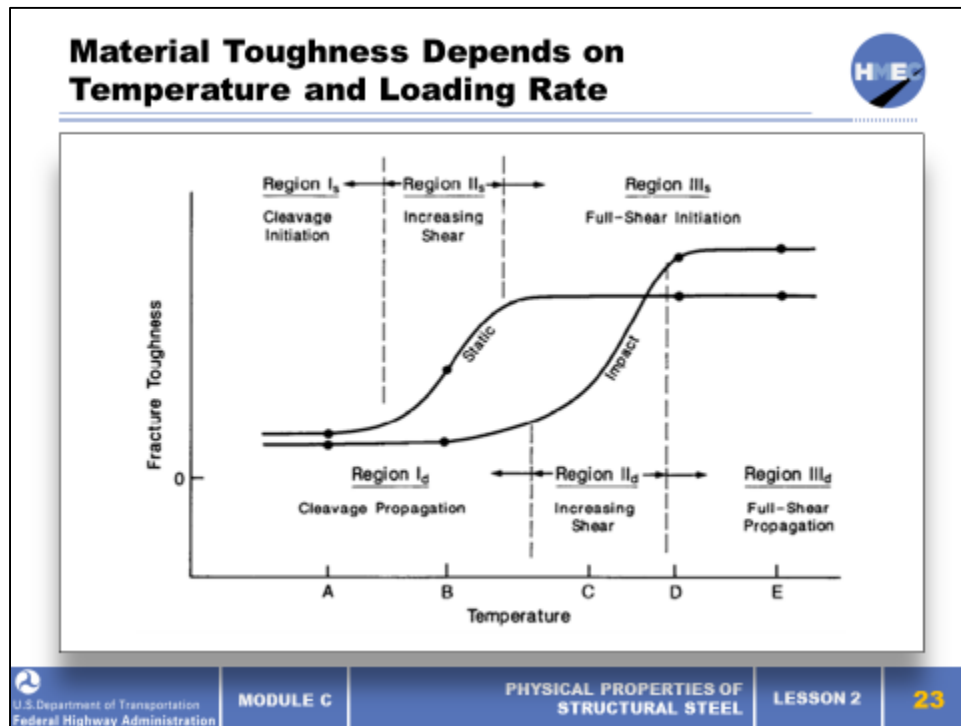 Material Toughness Depends on
Temperature and Loading Rate
HMEC
Region Is
Region IIs
Region IIIs
Cleavage
Initiation
Increasing
Shear
Full-Shear Initiation
Fracture Toughness
Static
Impact
0
Region Id
Region IId
Region IIId
Cleavage Propagation
Increasing
Shear
Full-Shear
Propagation
A B C D E
Temperature
U.S.Department of Transportation
Federal Highway Administration
MODULE C
PHYSICAL PROPERTIES OF
STRUCTURAL STEEL
LESSON 2
23